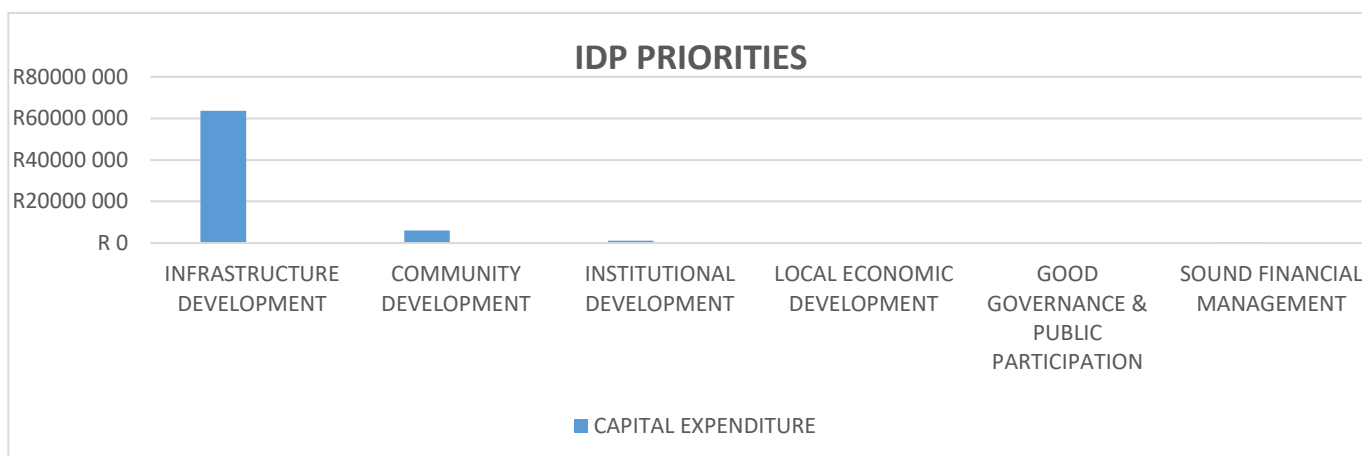 IDP PRIORITIES
R80000 000
R60000 000
R40000 000
R20000 000
R 0
INFRASTRUCTURE
DEVELOPMENT
COMMUNITY
DEVELOPMENT
INSTITUTIONAL
DEVELOPMENT
LOCAL ECONOMIC
DEVELOPMENT
GOOD
GOVERNANCE &
PUBLIC
PARTICIPATION
SOUND FINANCIAL
MANAGEMENT
CAPITAL EXPENDITURE